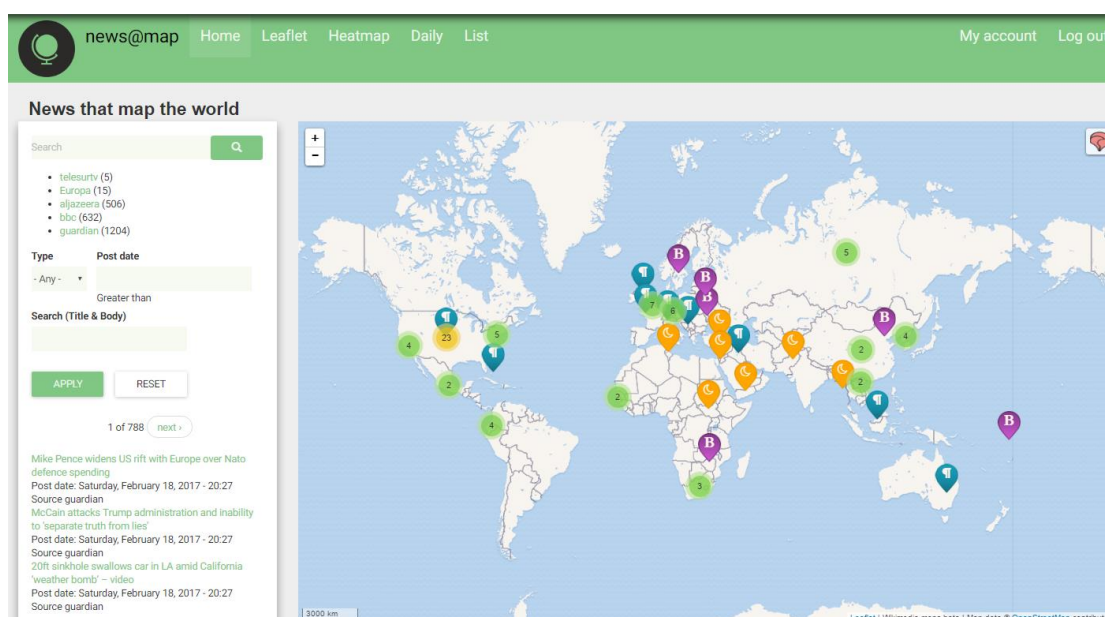 news@map Home Leaflet Heatmap Daily List My account Log out
News that map the world
Search
telesurtv (5)
Europa (15)
aljazeera (506)
bbc (632)
guardian (1204)
Type Post date
- Any -
Greater than
Search (Title & Body)
APPLY RESET
1 of 788 next ›
Mike Pence widens US rift with Europe over Nato
defence spending
Post date: Saturday, February 18, 2017 - 20:27
Source guardian
McCain attacks Trump administration and inability
to 'separate truth from lies'
Post date: Saturday, February 18, 2017 - 20:27
Source guardian
20ft sinkhole swallows car in LA amid California
'weather bomb' – video
Post date: Saturday, February 18, 2017 - 20:27
Source guardian
+
-
5
B
¶
B
¶ ¶ B
7 6 ¶
B
¶
23 5 4
4 2
¶
2 2
2
4
B
B
¶
3
¶
3000 km
Leaflet | Wikimedia maps beta | Map data © OpenStreetMap